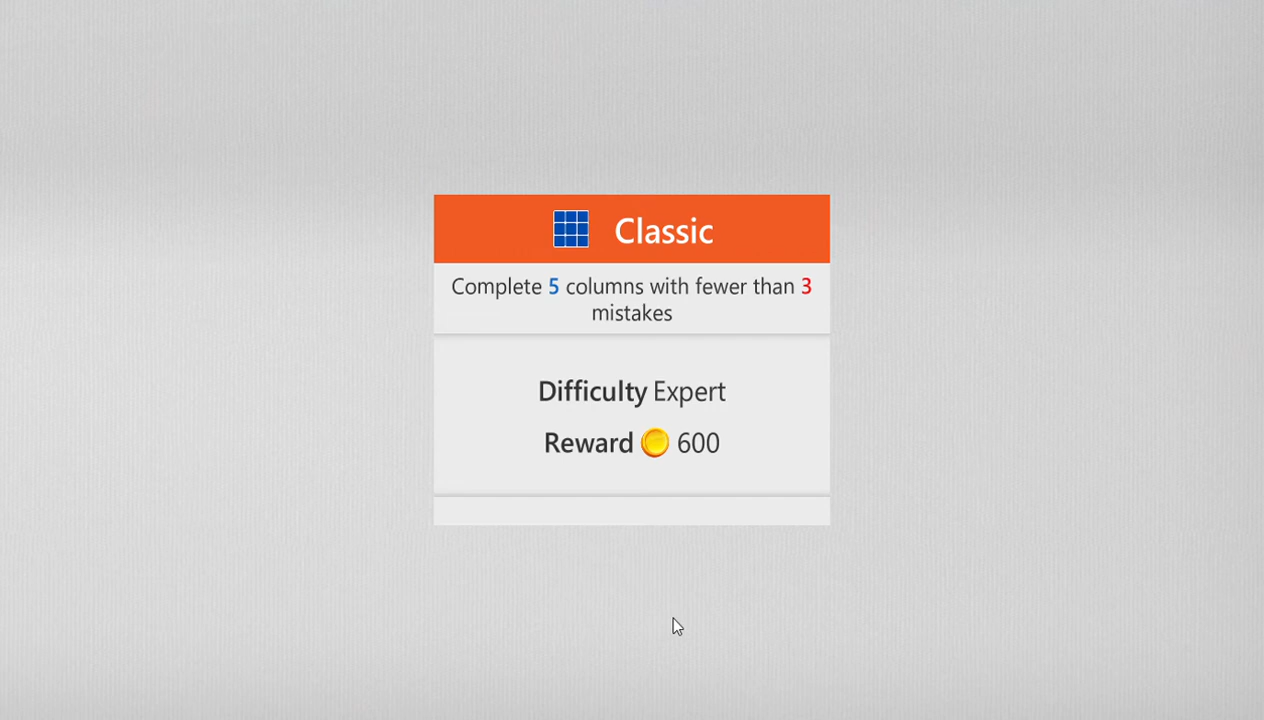 Classic
Complete 5 columns with fewer than 3
mistakes
Difficulty Expert
Reward 600